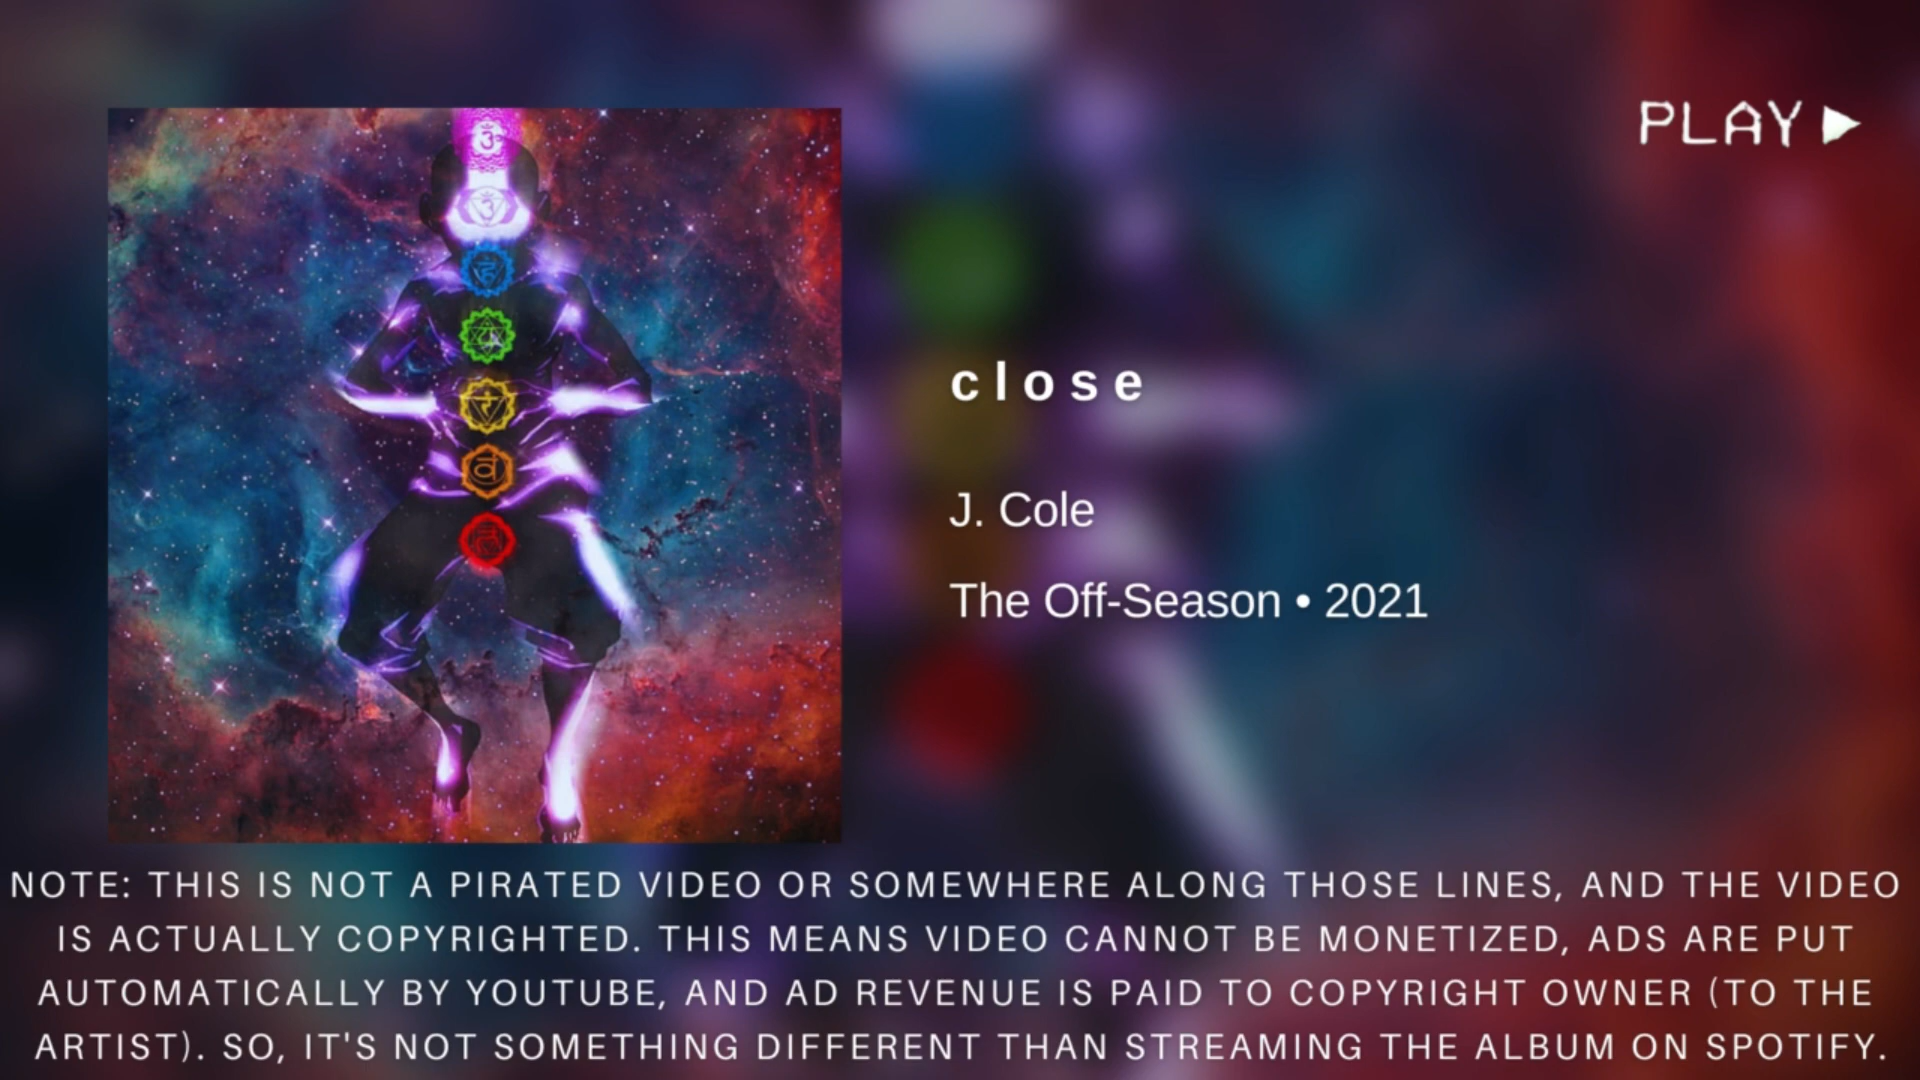 PLAY
c l o s e
J. Cole
The Off-Season • 2021
NOTE: THIS IS NOT A PIRATED VIDEO OR SOMEWHERE ALONG THOSE LINES, AND THE VIDEO
IS ACTUALLY COPYRIGHTED. THIS MEANS VIDEO CANNOT BE MONETIZED, ADS ARE PUT
AUTOMATICALLY BY YOUTUBE, AND AD REVENUE IS PAID TO COPYRIGHT OWNER (TO THE
ARTIST). SO, IT'S NOT SOMETHING DIFFERENT THAN STREAMING THE ALBUM ON SPOTIFY.